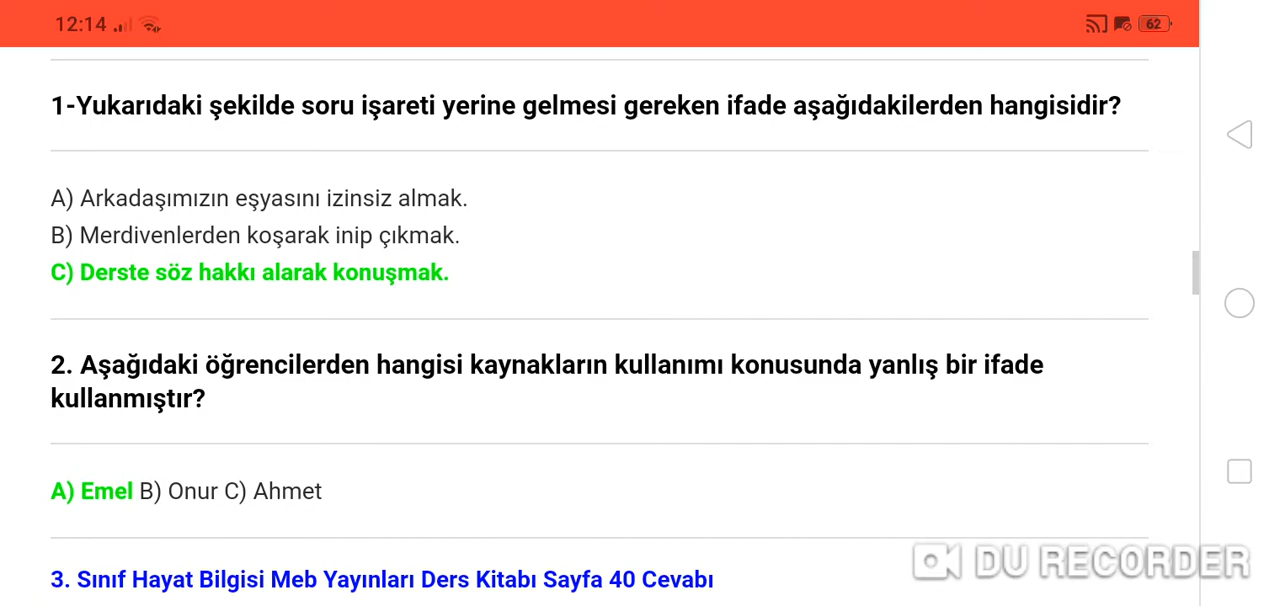 12:14
62
1-Yukarıdaki şekilde soru işareti yerine gelmesi gereken ifade aşağıdakilerden hangisidir?
A) Arkadaşımızın eşyasını izinsiz almak.
B) Merdivenlerden koşarak inip çıkmak.
C) Derste söz hakkı alarak konuşmak.
2. Aşağıdaki öğrencilerden hangisi kaynakların kullanımı konusunda yanlış bir ifade
kullanmıştır?
A) Emel B) Onur C) Ahmet
3. Sınıf Hayat Bilgisi Meb Yayınları Ders Kitabı Sayfa 40 Cevabı
DU RECORDER